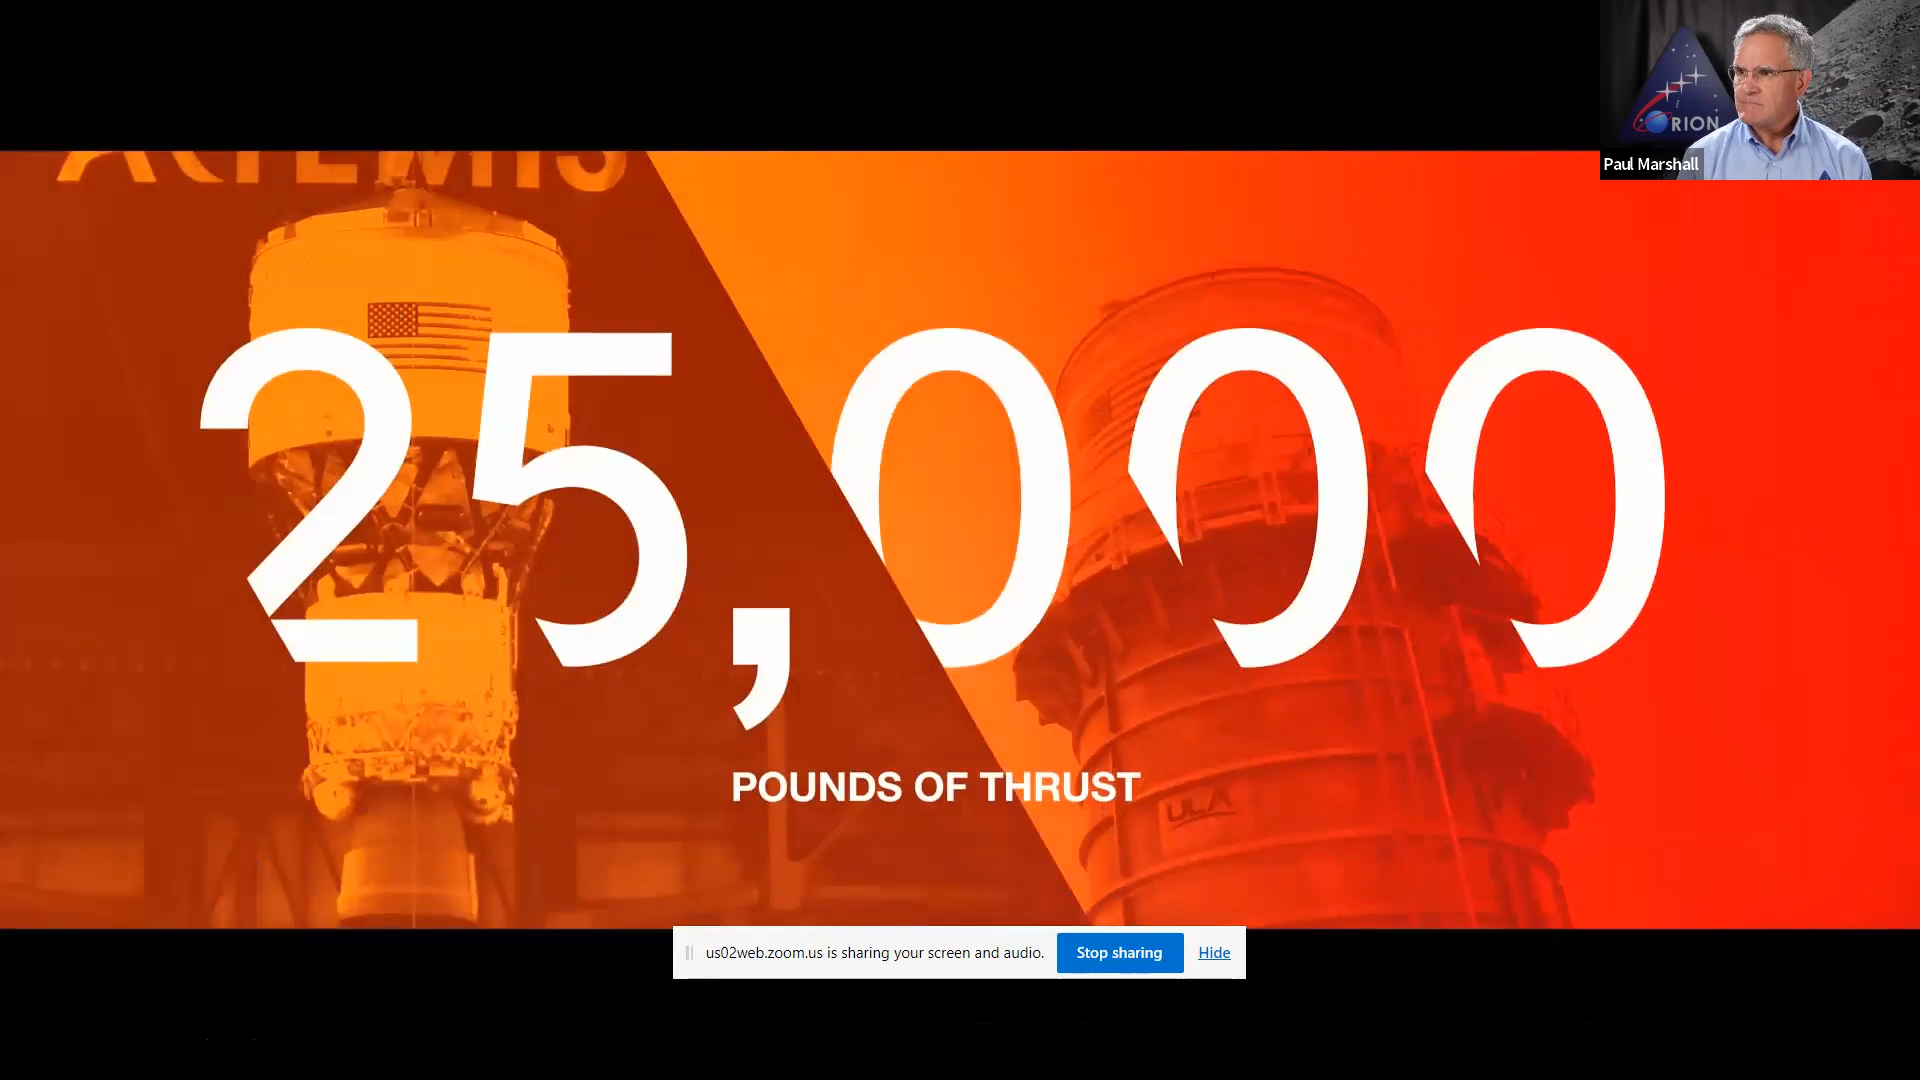 ARTEMIS
ORION
Paul Marshall
25,000
POUNDS OF THRUST
ULA
us02web.zoom.us is sharing your screen and audio.
Stop sharing
Hide